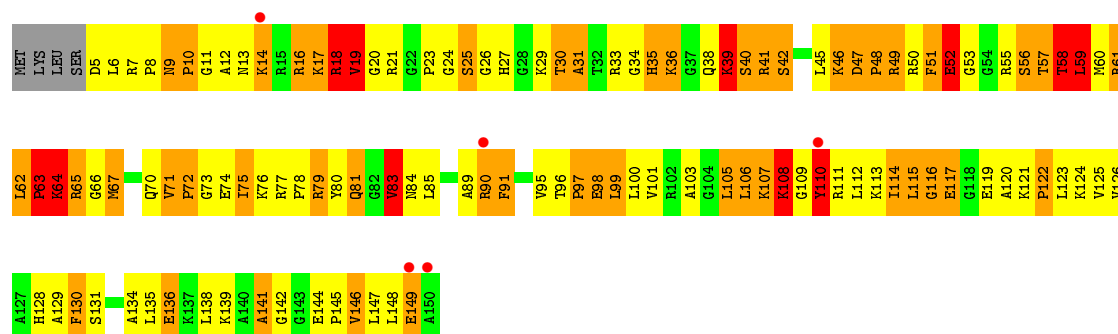 MET LYS LEU SER D5 L6 R7 P8 N9 P10 G11 A12 N13 K14 R15 R16 K17 R18 V19 G20 R21 G22 P23 G24 S25 G26 H27 G28 K29 T30 A31 T32 R33 G34 H35 K36 G37 Q38 K39 S40 R41 S42 L45 K46 D47 P48 R49 R50 F51 E52 G53 G54 R55 S56 T57 T58 L59 M60 R61
L62 P63 K64 R65 G66 M67 Q70 V71 P72 G73 E74 I75 K76 R77 P78 R79 Y80 Q81 G82 V83 N84 L85 A89 R90 F91 V95 T96 P97 E98 L99 L100 V101 R102 A103 G104 L105 L106 K107 K108 G109 Y110 R111 L112 K113 I114 L115 G116 E117 G118 E119 A120 K121 P122 L123 K124 V125 V126
A127 H128 A129 F130 S131 A134 L135 E136 K137 L138 K139 A140 A141 G142 G143 E144 P145 V146 L147 L148 E149 A150